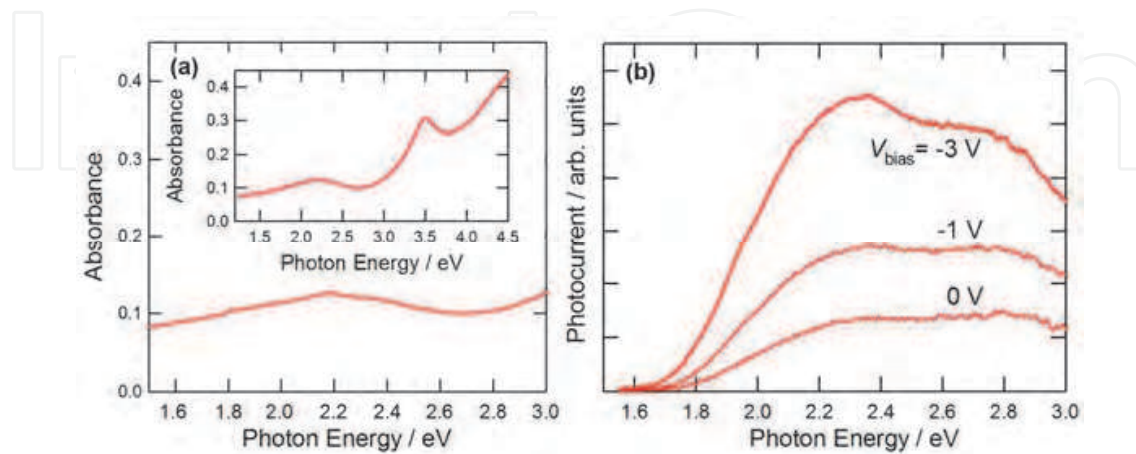 (a)
0.4
0.3
0.2
0.1
0.0
Absorbance
1.6 1.8 2.0 2.2 2.4 2.6 2.8 3.0
Photon Energy / eV
0.4
0.3
0.2
0.1
0.0
Absorbance
1.5 2.0 2.5 3.0 3.5 4.0 4.5
Photon Energy / eV
(b)
Photocurrent / arb. units
Vbias= -3 V
-1 V
0 V
1.6 1.8 2.0 2.2 2.4 2.6 2.8 3.0
Photon Energy / eV